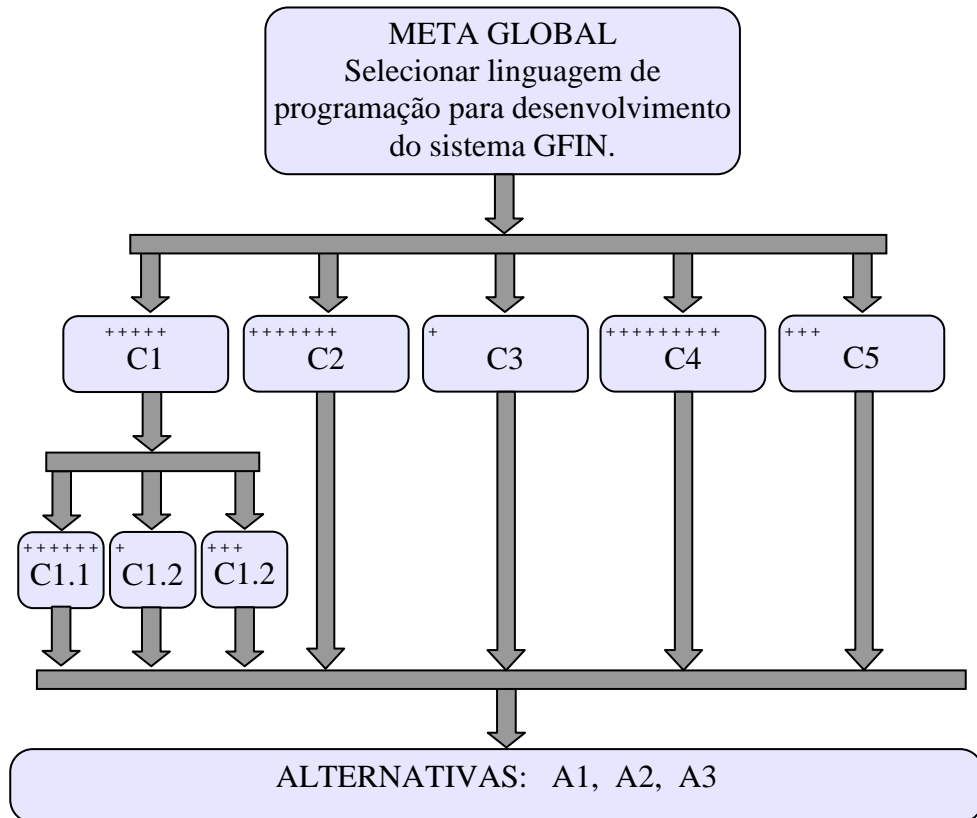 META GLOBAL
Selecionar linguagem de
programação para desenvolvimento
do sistema GFIN.
+++++ +++++++ + +++++++++ +++
C1 C2 C3 C4 C5
++++++ + +++
C1.1 C1.2 C1.2
ALTERNATIVAS: A1, A2, A3